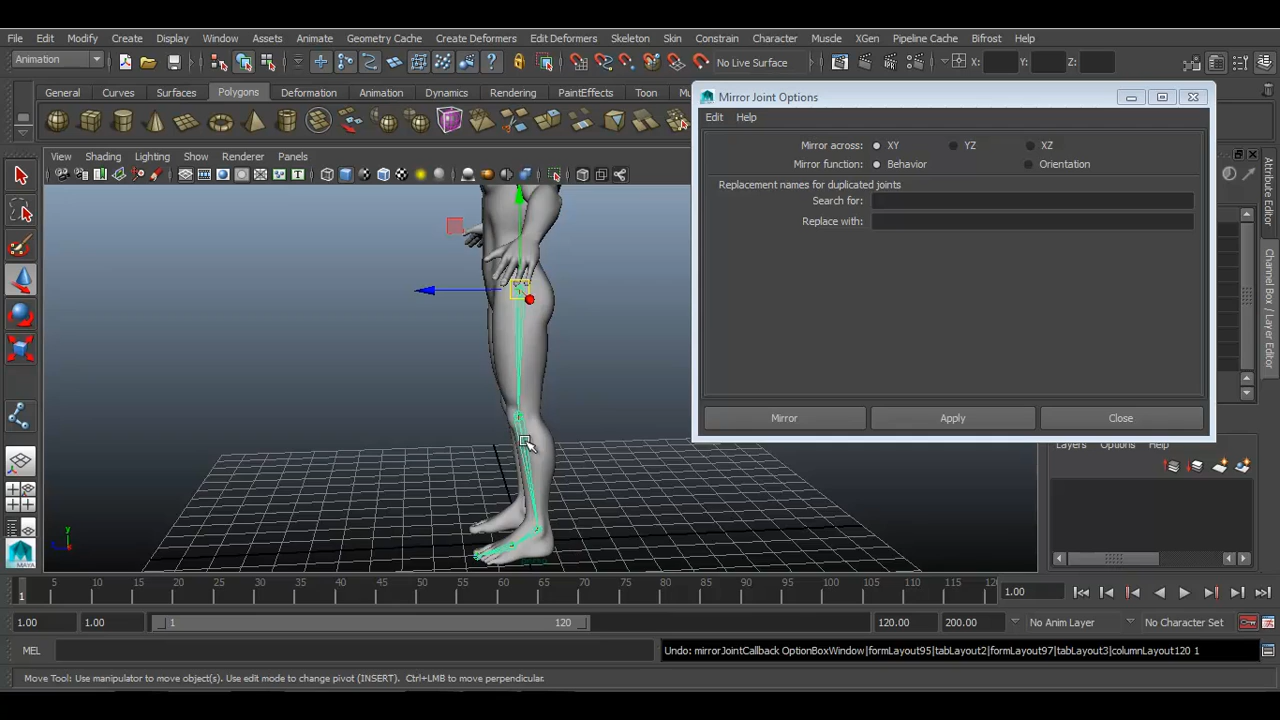 File Edit Modify Create Display Window Assets Animate Geometry Cache Create Deformers Edit Deformers Skeleton Skin Constrain Character Muscle XGen Pipeline Cache Bifrost Help
Animation No Live Surface X: Y: Z:
General Curves Surfaces Polygons Deformation Animation Dynamics Rendering PaintEffects Toon
Mirror Joint Options
Edit Help
Mirror across: XY YZ XZ
Mirror function: Behavior Orientation
Replacement names for duplicated joints
Search for:
Replace with:
Mirror Apply Close
View Shading Lighting Show Renderer Panels
Attribute Editor
Channel Box / Layer Editor
Layers Options Help
y
MAYA
1 5 10 15 20 25 30 35 40 45 50 55 60 65 70 75 80 85 90 95 100 105 110 115 120 1.00
1.00 1.00 1 120 120.00 200.00 No Anim Layer No Character Set
MEL Undo: mirrorJointCallback OptionBoxWindow|formLayout95|tabLayout2|formLayout97|tabLayout3|columnLayout120 1
Move Tool: Use manipulator to move object(s). Use edit mode to change pivot (INSERT). Ctrl+LMB to move perpendicular.